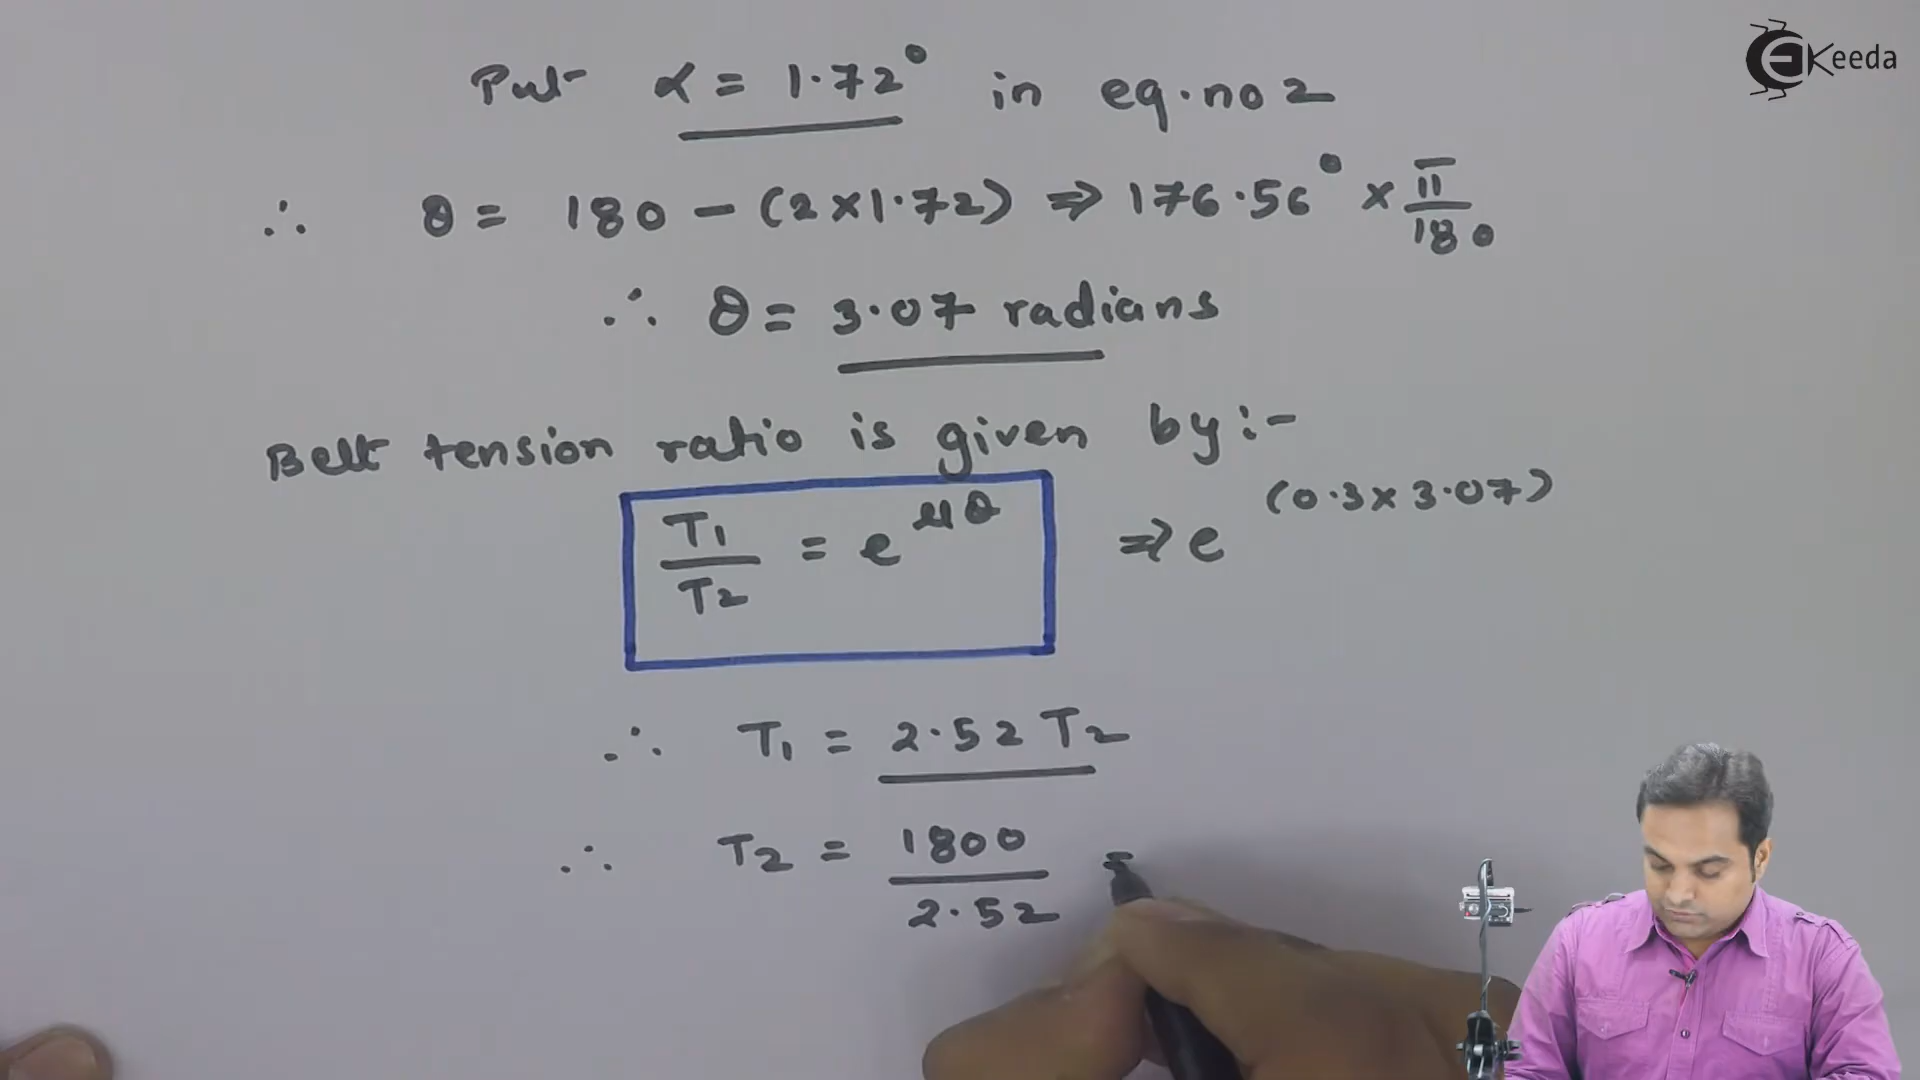 Keeda
Put α = 1.72° in eq.no 2
∴ θ = 180 - (2×1.72) ⇒ 176.56° × π/180
∴ θ = 3.07 radians
Belt tension ratio is given by:-
T1/T2 = e^μθ ⇒ e^(0.3×3.07)
∴ T1 = 2.52 T2
∴ T2 = 1800/2.52 =